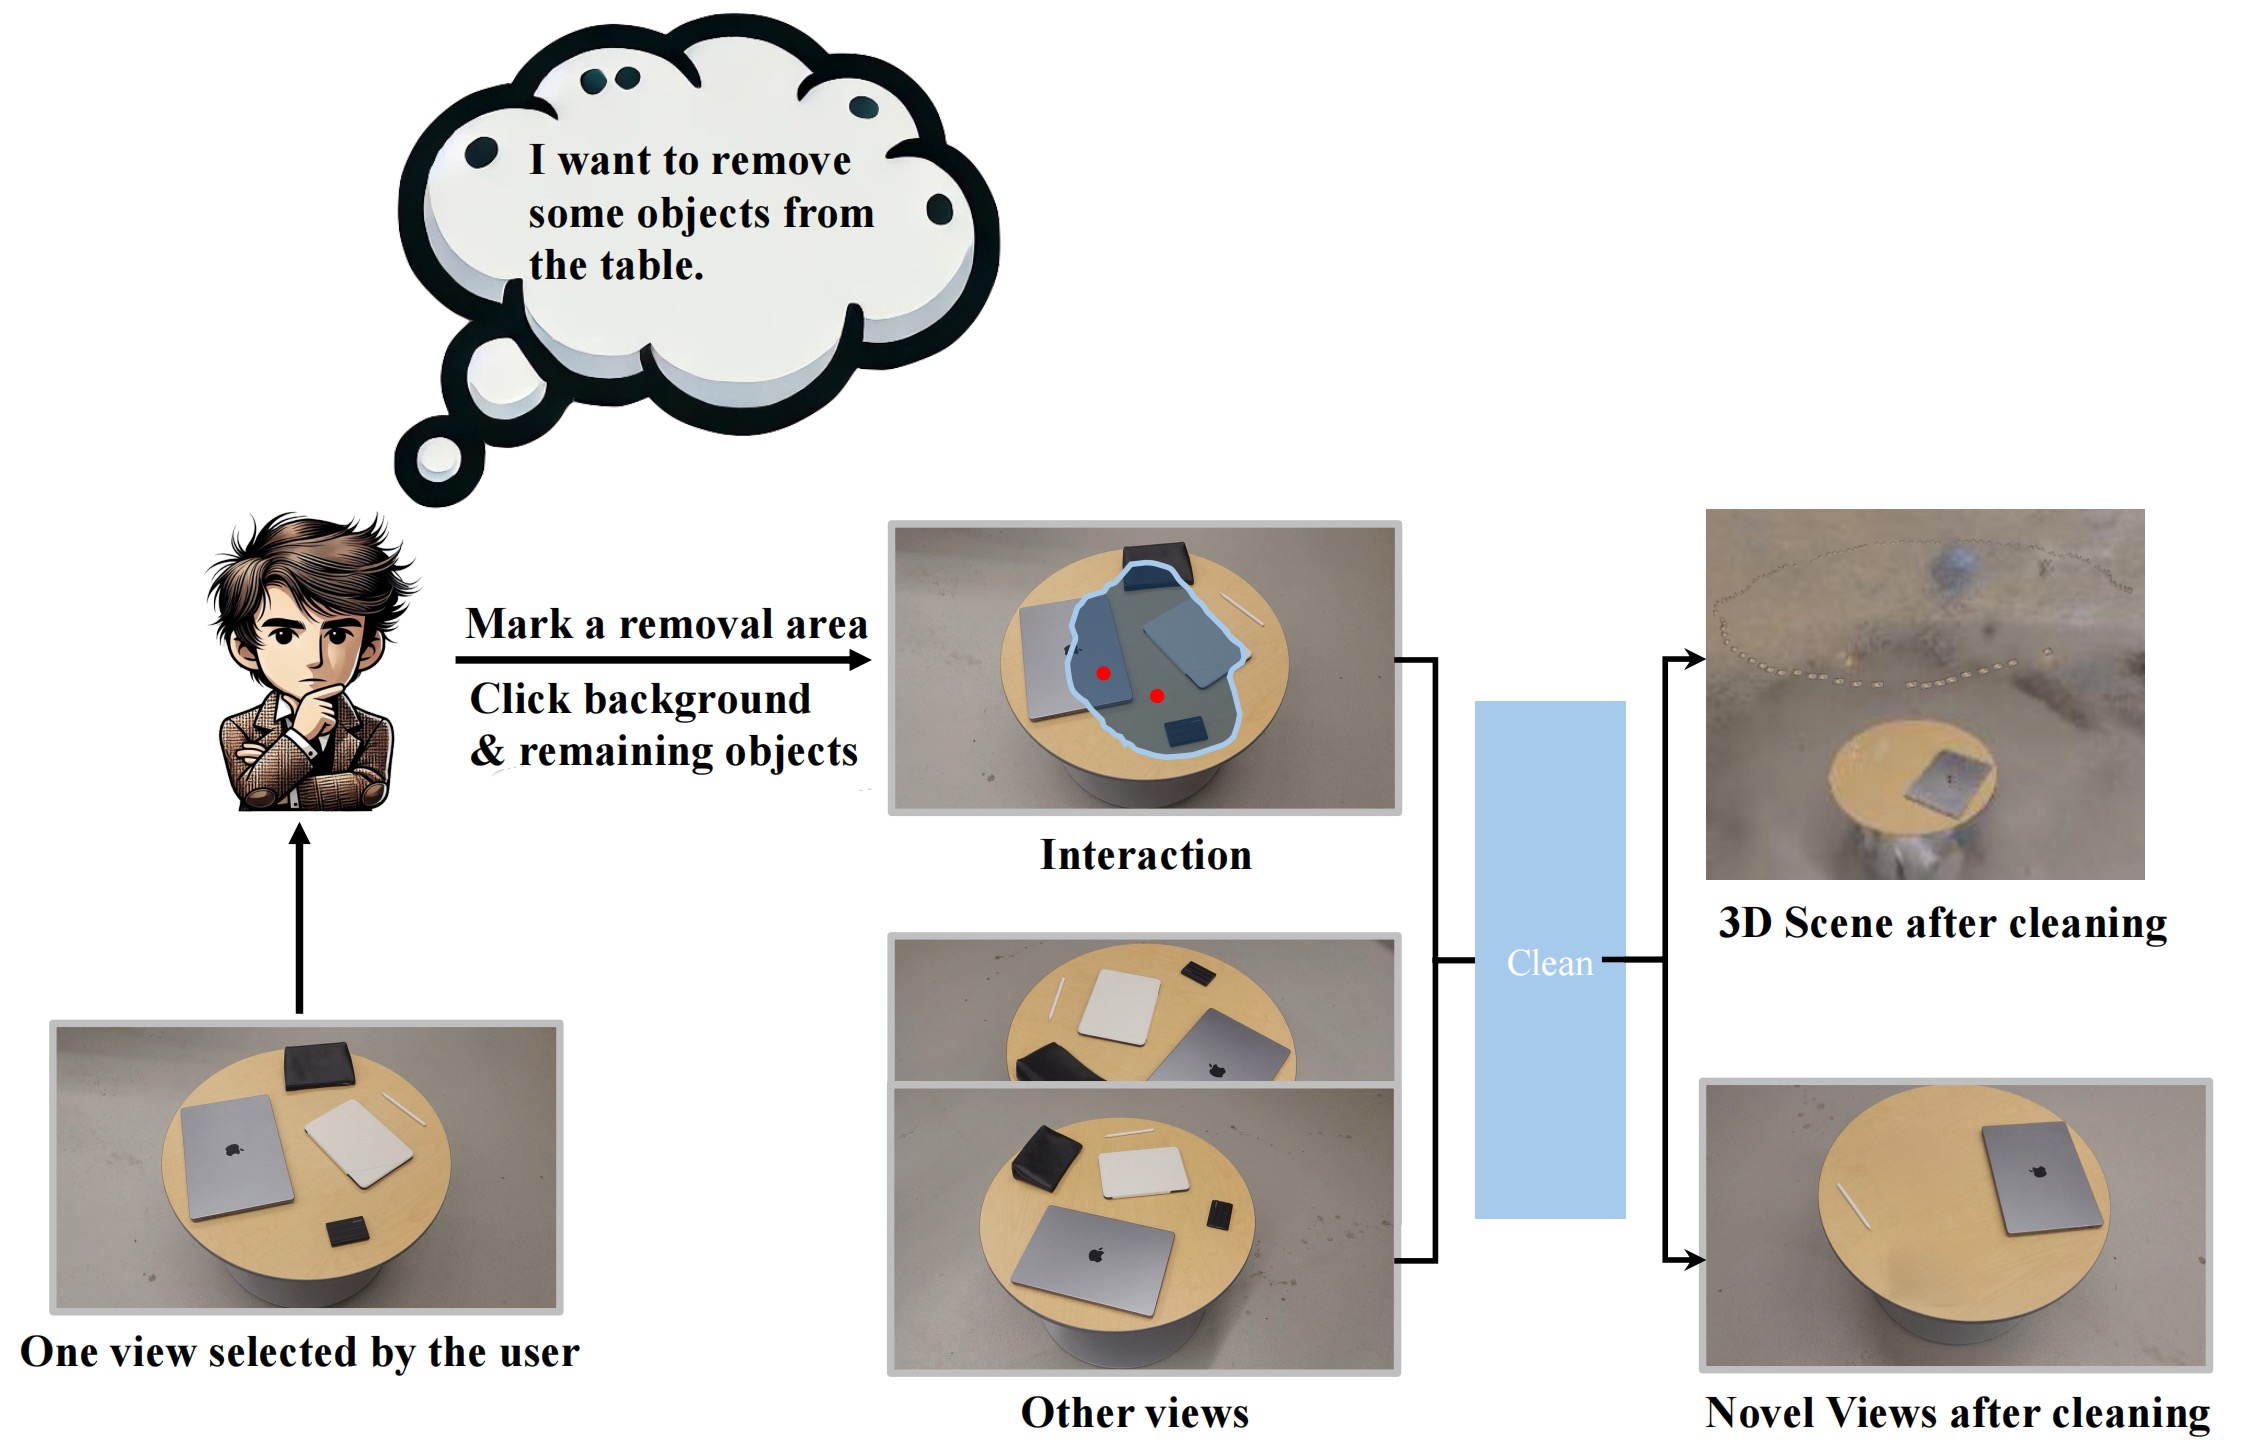 I want to remove
some objects from
the table.
Mark a removal area
Click background
& remaining objects
Interaction
Clean
3D Scene after cleaning
One view selected by the user
Other views
Novel Views after cleaning